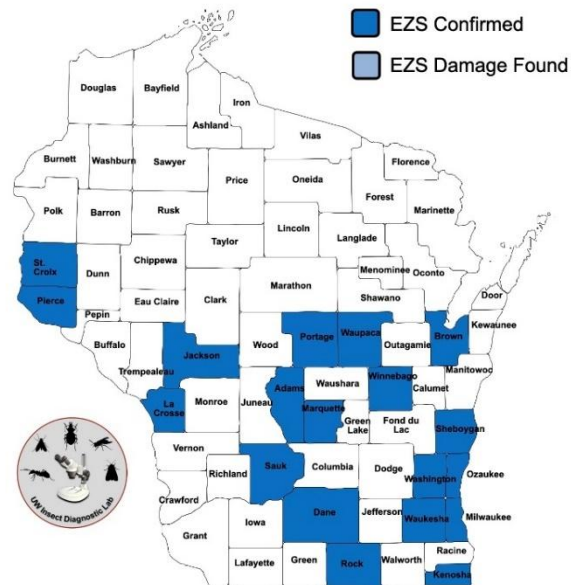 EZS Confirmed
EZS Damage Found
Douglas
Bayfield
Iron
Ashland
Vilas
Burnett
Washburn
Sawyer
Florence
Price
Oneida
Forest
Marinette
Polk
Barron
Rusk
Lincoln
Langlade
Taylor
St.
Croix
Dunn
Chippewa
Menominee
Oconto
Marathon
Door
Pierce
Eau Claire
Clark
Shawano
Pepin
Kewaunee
Buffalo
Trempealeau
Jackson
Wood
Portage
Waupaca
Outagamie
Brown
Manitowoc
La
Crosse
Monroe
Juneau
Adams
Waushara
Winnebago
Calumet
Marquette
Green
Lake
Fond du
Lac
Sheboygan
Vernon
Richland
Sauk
Columbia
Dodge
Washington
Ozaukee
Crawford
Iowa
Dane
Jefferson
Waukesha
Milwaukee
Grant
Lafayette
Green
Rock
Walworth
Racine
Kenosha
UW Insect Diagnostic Lab